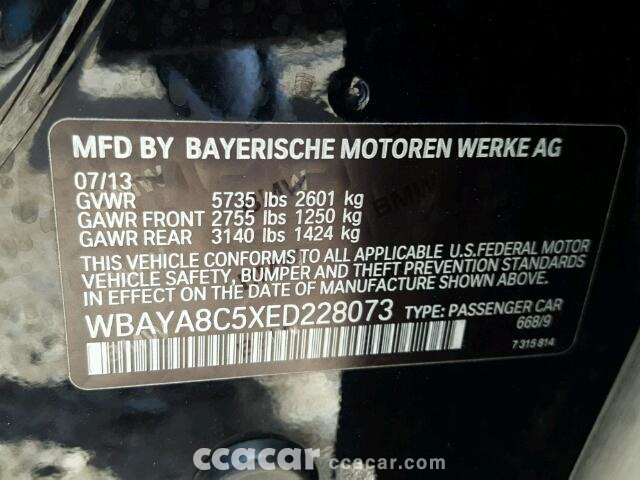 MFD BY BAYERISCHE MOTOREN WERKE AG
07/13
GVWR 5735 lbs 2601 kg
GAWR FRONT 2755 lbs 1250 kg
GAWR REAR 3140 lbs 1424 kg
THIS VEHICLE CONFORMS TO ALL APPLICABLE U.S.FEDERAL MOTOR
VEHICLE SAFETY, BUMPER AND THEFT PREVENTION STANDARDS
IN EFFECT ON THE DATE OF MANUFACTURE SHOWN ABOVE.
WBAYA8C5XED228073 TYPE: PASSENGER CAR
668/9
7 315 814
BMW BMW
ccacar ccacar.com